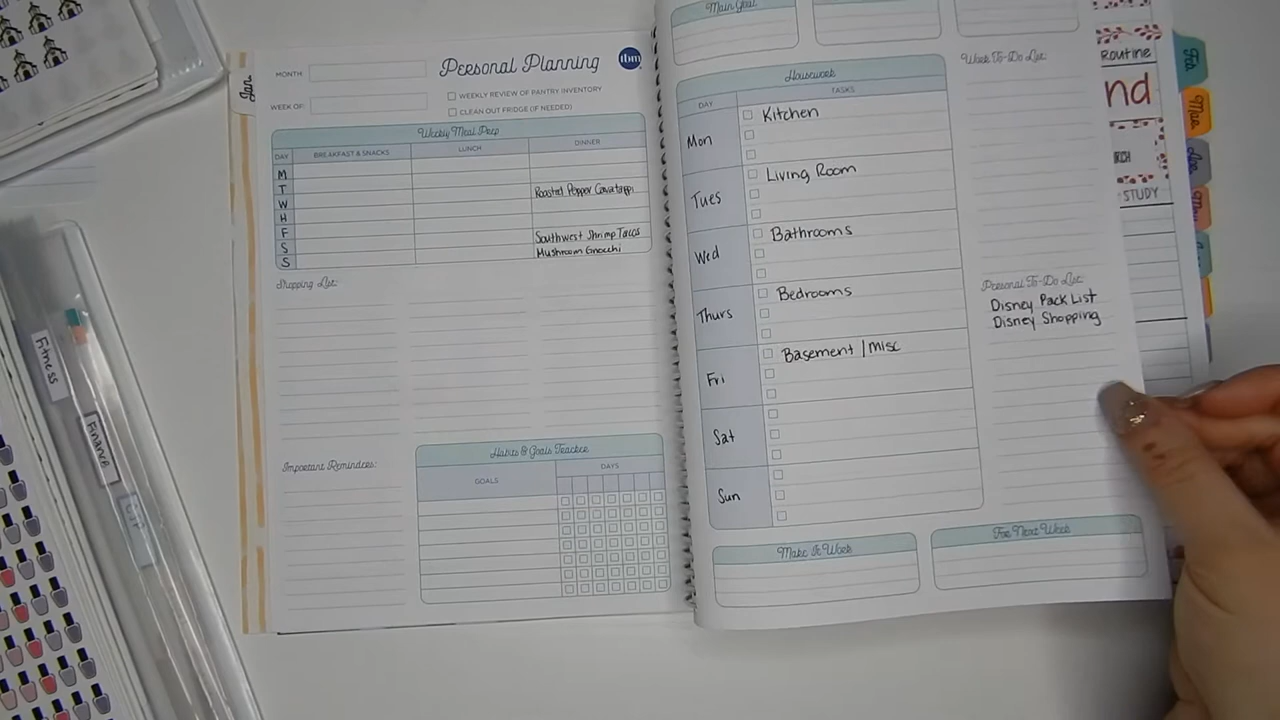 Jan
MONTH:
Personal Planning
ibm
WEEK OF:
WEEKLY REVIEW OF PANTRY INVENTORY
CLEAN OUT FRIDGE (IF NEEDED)
Weekly Meal Prep
DAY BREAKFAST & SNACKS LUNCH DINNER
M
T Roasted Pepper Cavatappi
W
H
F Southwest Shrimp Tacos
S Mushroom Gnocchi
S
Shopping List:
Important Reminders:
Habits & Goals Tracker
GOALS DAYS
Main Goal
Housework
DAY TASKS
Mon Kitchen
Tues Living Room
Wed Bathrooms
Thurs Bedrooms
Fri Basement / Misc
Sat
Sun
Make It Work
For Next Week
Week To-Do List:
Personal To-Do List:
Disney Pack List
Disney Shopping
Routine
nd
RCH
STUDY
Feb
Mar
Fitness
Finance